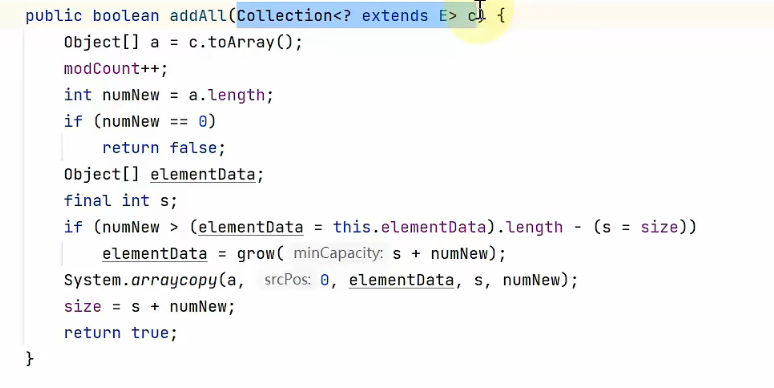 public boolean addAll(Collection<? extends E> c) {
    Object[] a = c.toArray();
    modCount++;
    int numNew = a.length;
    if (numNew == 0)
        return false;
    Object[] elementData;
    final int s;
    if (numNew > (elementData = this.elementData).length - (s = size))
        elementData = grow( minCapacity: s + numNew);
    System.arraycopy(a, srcPos: 0, elementData, s, numNew);
    size = s + numNew;
    return true;
}